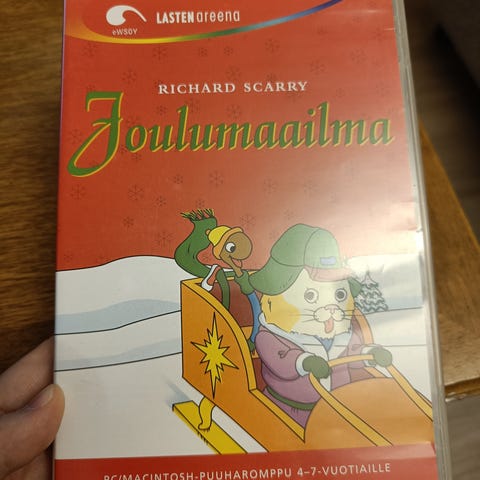 eWSOY
LASTENareena
RICHARD SCARRY
Joulumaailma
PC/MACINTOSH-PUUHAROMPPU 4–7-VUOTIAILLE